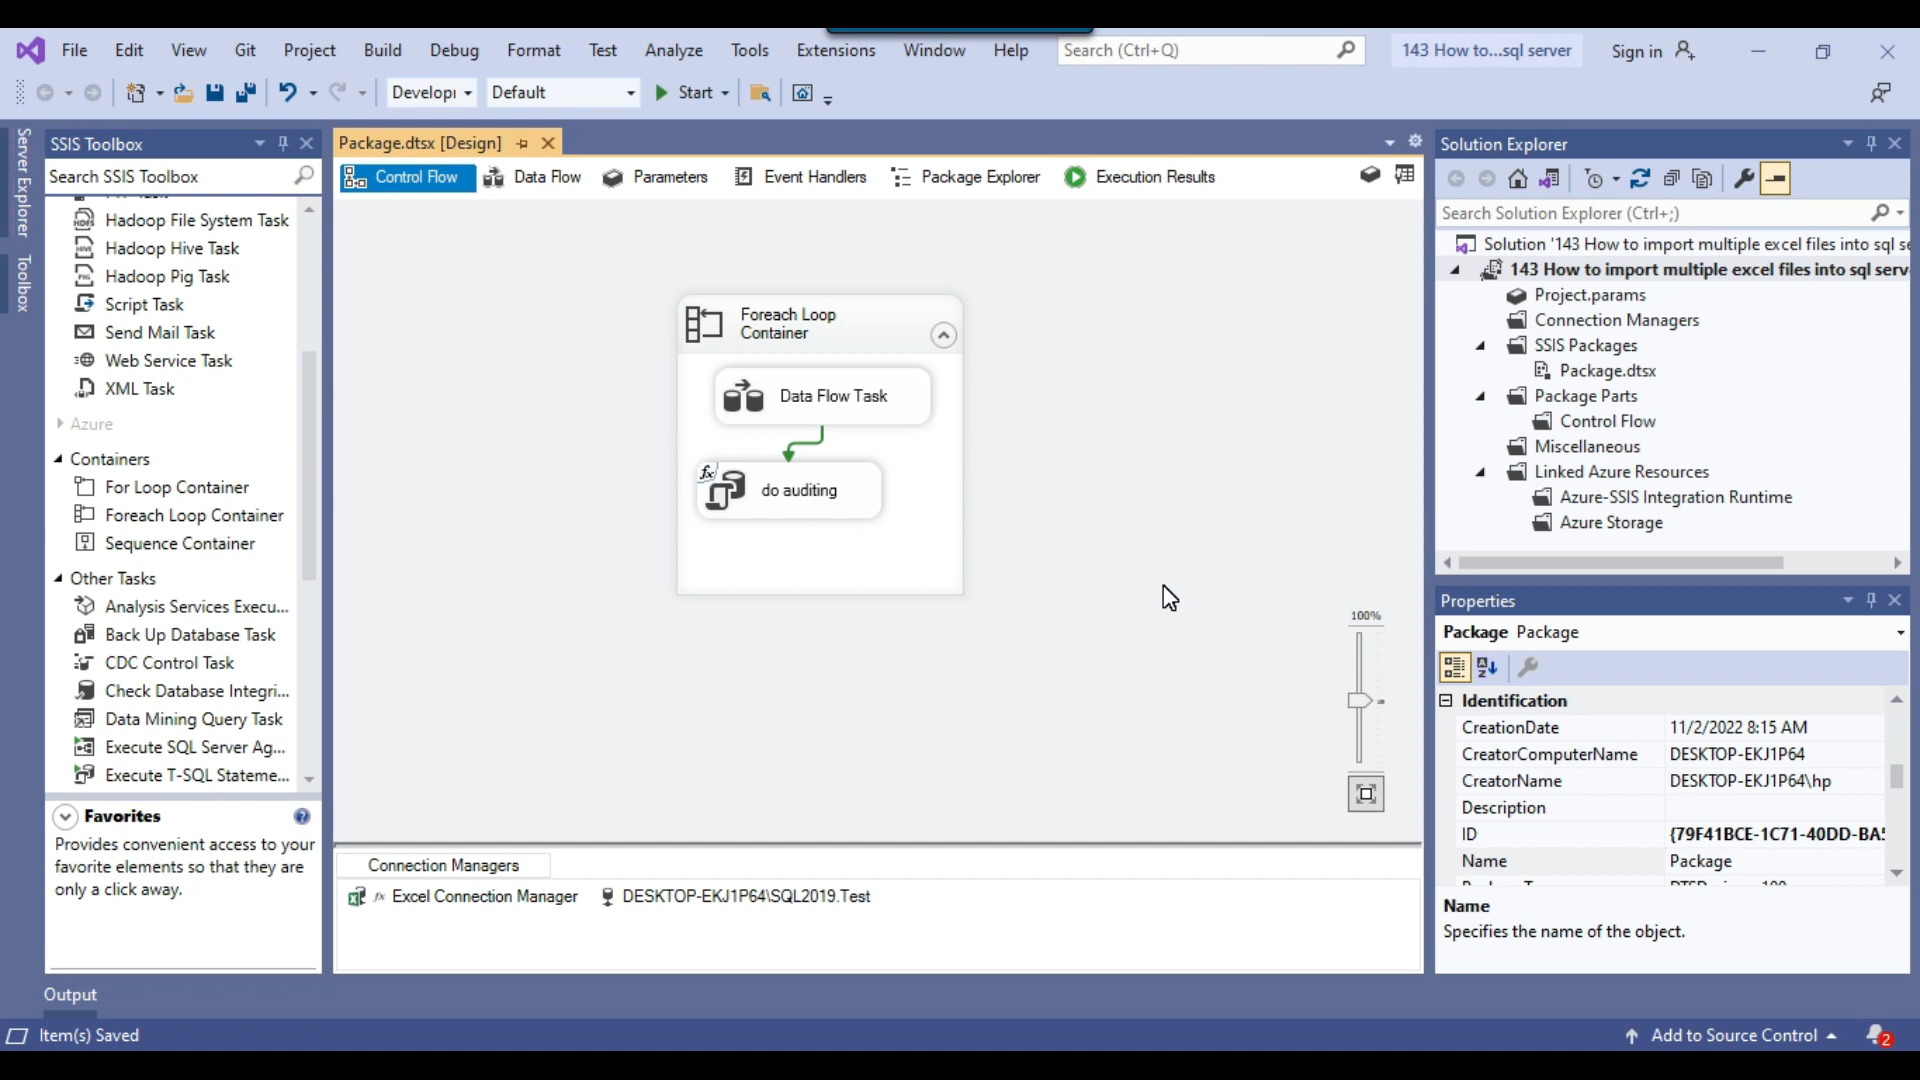 File Edit View Git Project Build Debug Format Test Analyze Tools Extensions Window Help Search (Ctrl+Q) 143 How to...sql server Sign in
Developi Default Start
Server Explorer
Toolbox
SSIS Toolbox
Search SSIS Toolbox
Hadoop File System Task
Hadoop Hive Task
Hadoop Pig Task
Script Task
Send Mail Task
Web Service Task
XML Task
Azure
Containers
For Loop Container
Foreach Loop Container
Sequence Container
Other Tasks
Analysis Services Execu...
Back Up Database Task
CDC Control Task
Check Database Integri...
Data Mining Query Task
Execute SQL Server Ag...
Execute T-SQL Stateme...
Favorites
Provides convenient access to your
favorite elements so that they are
only a click away.
Package.dtsx [Design]
Control Flow Data Flow Parameters Event Handlers Package Explorer Execution Results
Foreach Loop
Container
Data Flow Task
fx do auditing
100%
Connection Managers
fx Excel Connection Manager DESKTOP-EKJ1P64\SQL2019.Test
Solution Explorer
Search Solution Explorer (Ctrl+;)
Solution '143 How to import multiple excel files into sql se
143 How to import multiple excel files into sql serv
Project.params
Connection Managers
SSIS Packages
Package.dtsx
Package Parts
Control Flow
Miscellaneous
Linked Azure Resources
Azure-SSIS Integration Runtime
Azure Storage
Properties
Package Package
Identification
CreationDate 11/2/2022 8:15 AM
CreatorComputerName DESKTOP-EKJ1P64
CreatorName DESKTOP-EKJ1P64\hp
Description
ID {79F41BCE-1C71-40DD-BA5
Name Package
Name
Specifies the name of the object.
Output
Item(s) Saved
Add to Source Control 2